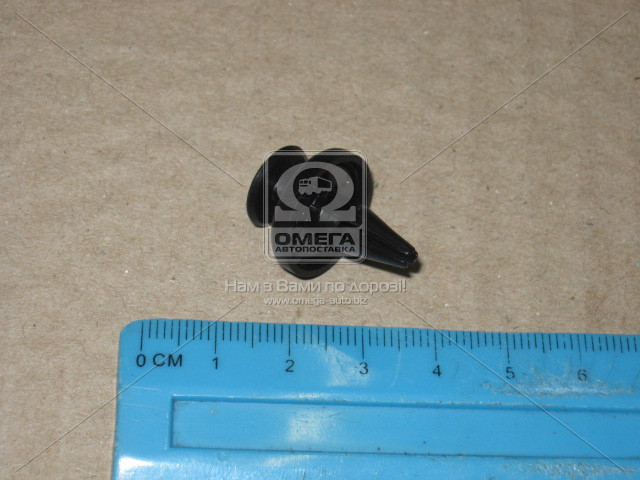 ОМЕГА
АВТОПОСТАВКА
Нам з Вами по дорозі!
www.omega-auto.biz
0 CM 1 2 3 4 5 6